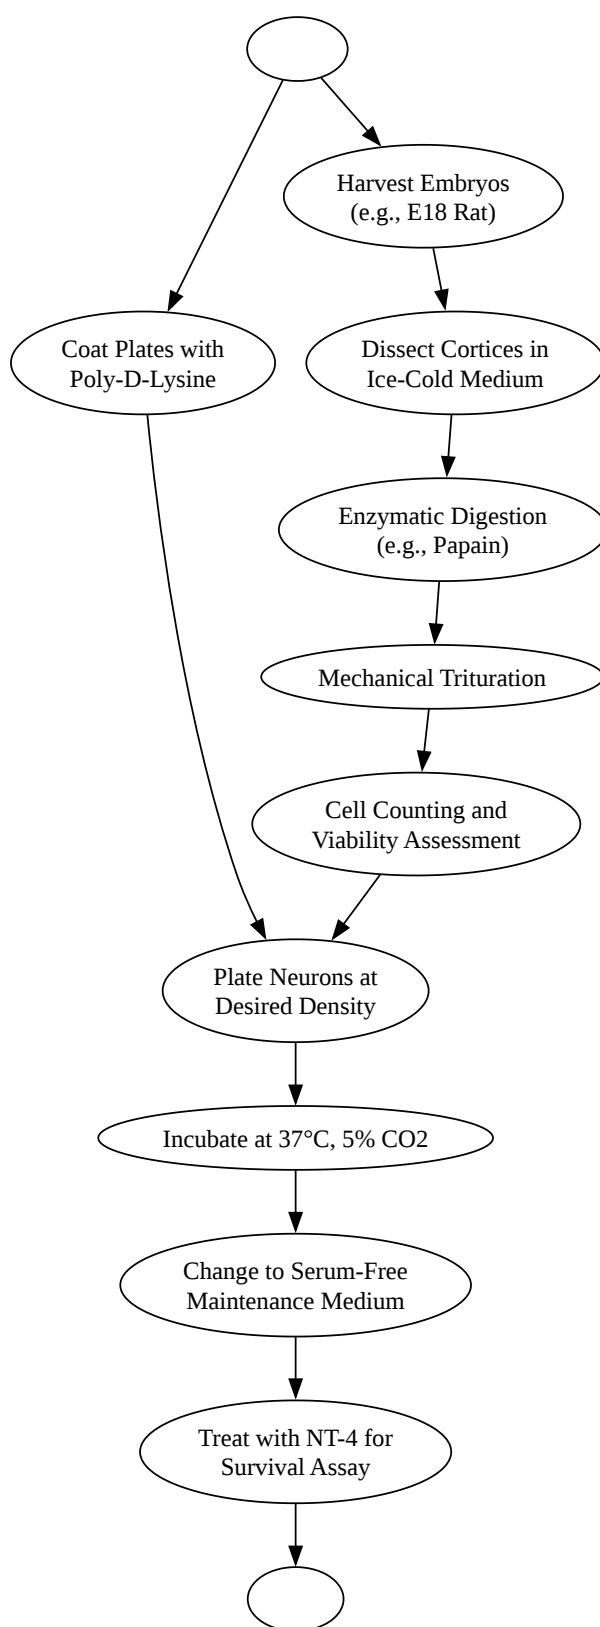 Harvest Embryos
(e.g., E18 Rat)
Coat Plates with
Poly-D-Lysine
Dissect Cortices in
Ice-Cold Medium
Enzymatic Digestion
(e.g., Papain)
Mechanical Trituration
Cell Counting and
Viability Assessment
Plate Neurons at
Desired Density
Incubate at 37°C, 5% CO2
Change to Serum-Free
Maintenance Medium
Treat with NT-4 for
Survival Assay